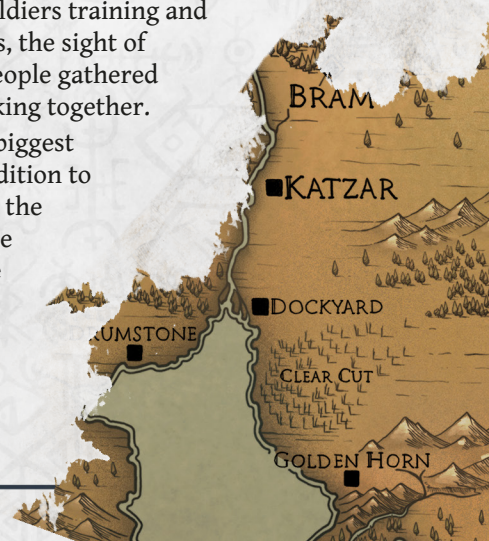 ldiers training and
s, the sight of
eople gathered
king together.
biggest
dition to
the
e
e
BRAM
KATZAR
DOCKYARD
RUMSTONE
CLEAR CUT
GOLDEN HORN